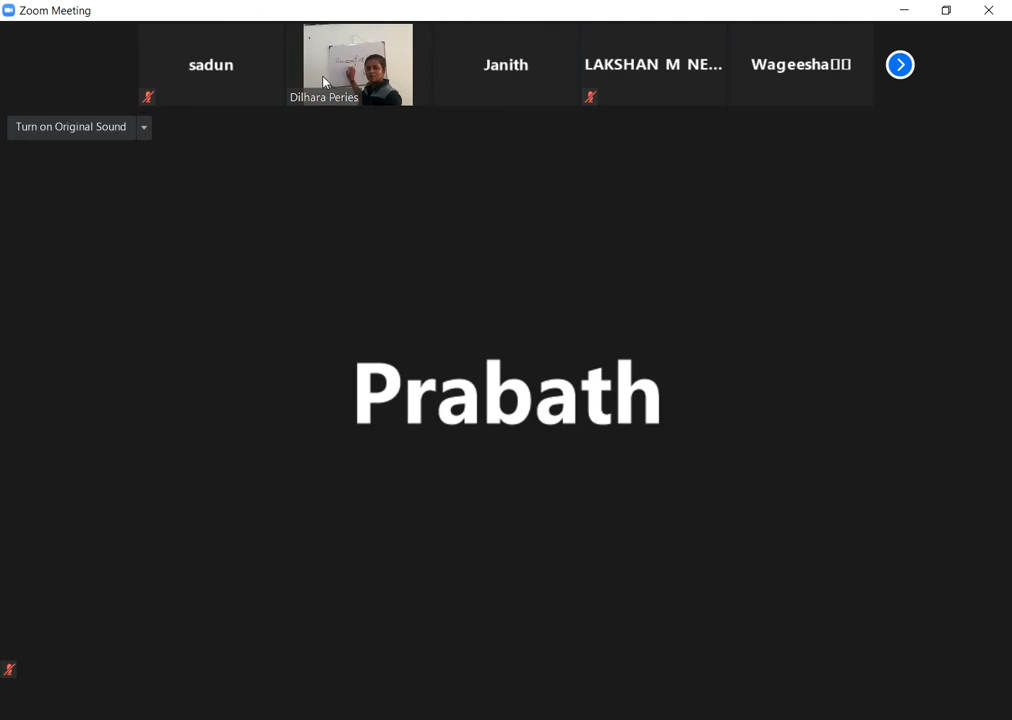 Zoom Meeting
sadun
Dilhara Peries
Janith
LAKSHAN M NE...
Wageesha
Turn on Original Sound
Prabath